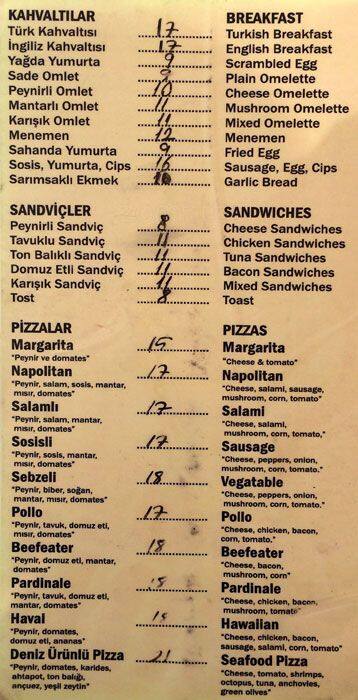 KAHVALTILAR BREAKFAST
Türk Kahvaltısı 17 Turkish Breakfast
İngiliz Kahvaltısı 17 English Breakfast
Yağda Yumurta 9 Scrambled Egg
Sade Omlet 9 Plain Omelette
Peynirli Omlet 10 Cheese Omelette
Mantarlı Omlet 11 Mushroom Omelette
Karışık Omlet 11 Mixed Omelette
Menemen 12 Menemen
Sahanda Yumurta 9 Fried Egg
Sosis, Yumurta, Cips 16 Sausage, Egg, Cips
Sarımsaklı Ekmek 10 Garlic Bread
SANDVİÇLER SANDWICHES
Peynirli Sandviç 8 Cheese Sandwiches
Tavuklu Sandviç 11 Chicken Sandwiches
Ton Balıklı Sandviç 11 Tuna Sandwiches
Domuz Etli Sandviç 11 Bacon Sandwiches
Karışık Sandviç 11 Mixed Sandwiches
Tost 8 Toast
PİZZALAR PIZZAS
Margarita 15 Margarita
"Peynir ve domates" "Cheese & tomato"
Napolitan 17 Napolitan
"Peynir, salam, sosis, mantar, "Cheese, salami, sausage,
mısır, domates" mushroom, corn, tomato"
Salamlı 17 Salami
"Peynir, salam, mantar, "Cheese, salami,
mısır, domates" mushroom, corn, tomato,"
Sosisli 17 Sausage
"Peynir, sosis, mantar, "Cheese, peppers, onion,
mısır, domates" mushroom, corn, tomato."
Sebzeli 18 Vegatable
"Peynir, biber, soğan, "Cheese, peppers, onion,
mantar, mısır, domates" mushroom, corn, tomato."
Pollo 17 Pollo
"Peynir, tavuk, domuz eti, "Cheese, chicken, bacon,
mısır, domates" corn, tomato."
Beefeater 18 Beefeater
"Peynir, domuz eti, mantar, "Cheese, bacon,
domates" mushroom, corn"
Pardinale Pardinale
"Peynir, tavuk, domuz eti, "Cheese, chicken, bacon,
mantar, domates" mushroom, tomato"
Haval Hawaiian
"Peynir, domates, "Cheese, chicken, bacon,
domuz eti, ananas" sausage, salami, corn, tomato"
Deniz Ürünlü Pizza 21 Seafood Pizza
"Peynir, domates, karides, "Cheese, tomato, shrimps,
ahtapot, ton balığı, octopus, tuna, anchovies,
ançuez, yeşil zeytin" green olives"